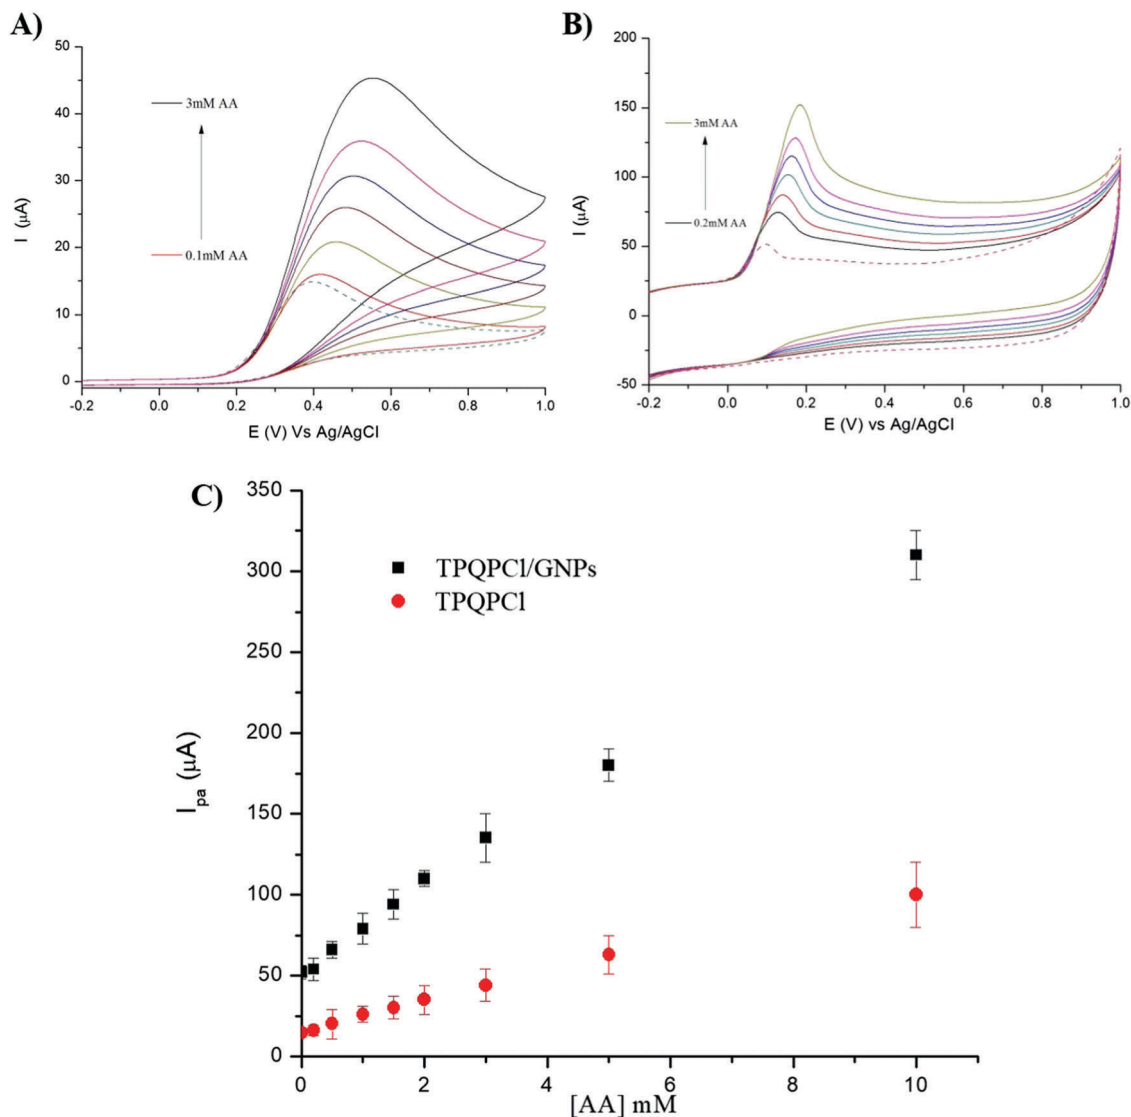 A)
50
40
30
20
10
0
I (μA)
3mM AA
0.1mM AA
-0.2 0.0 0.2 0.4 0.6 0.8 1.0
E (V) Vs Ag/AgCl
B)
200
150
100
50
0
-50
I (μA)
3mM AA
0.2mM AA
-0.2 0.0 0.2 0.4 0.6 0.8 1.0
E (V) vs Ag/AgCl
C)
350
300
250
200
150
100
50
0
I_pa (μA)
TPQPCl/GNPs
TPQPCl
0 2 4 6 8 10
[AA] mM